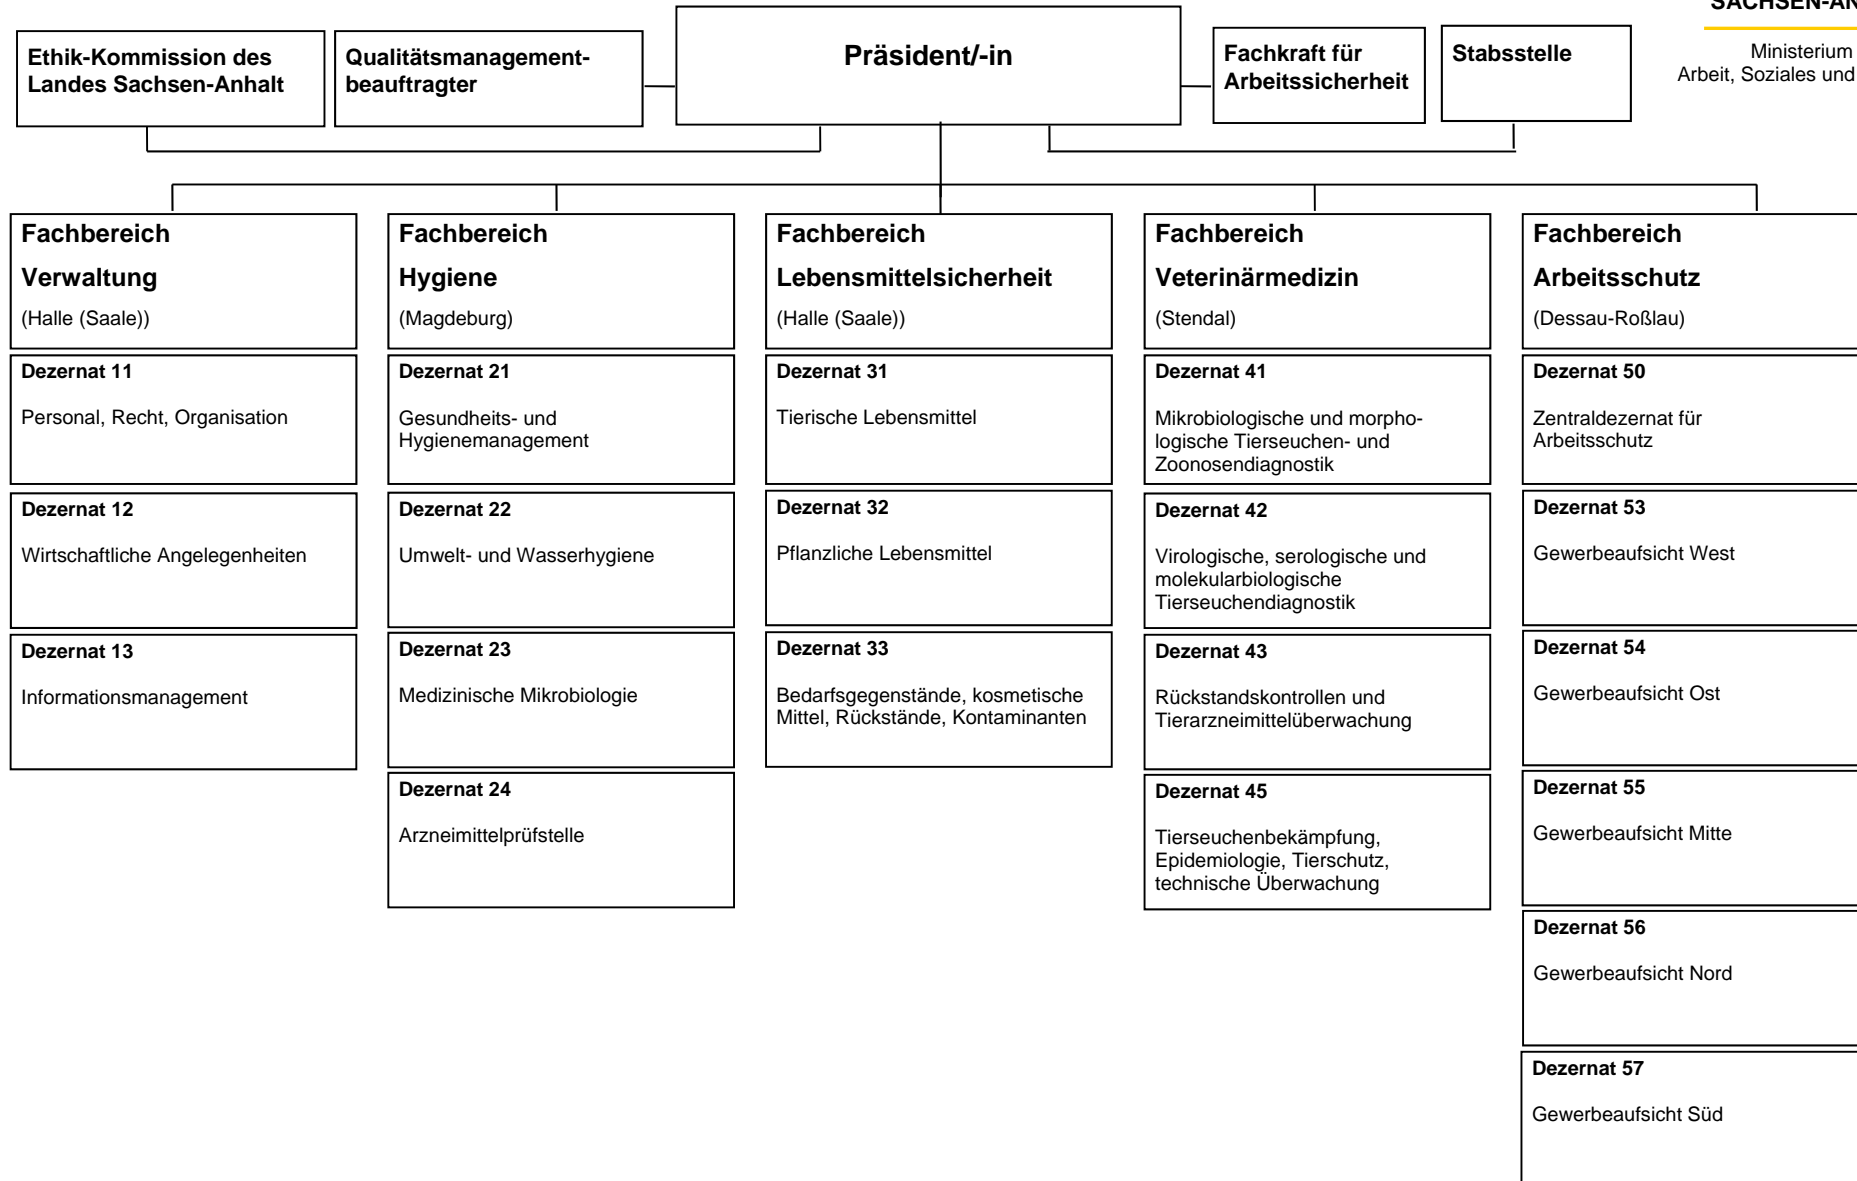 SACHSEN-AN
Ministerium
Arbeit, Soziales und
Ethik-Kommission des
Landes Sachsen-Anhalt
Qualitätsmanagement-
beauftragter
Präsident/-in
Fachkraft für
Arbeitssicherheit
Stabsstelle
Fachbereich
Verwaltung
(Halle (Saale))
Dezernat 11
Personal, Recht, Organisation
Dezernat 12
Wirtschaftliche Angelegenheiten
Dezernat 13
Informationsmanagement
Fachbereich
Hygiene
(Magdeburg)
Dezernat 21
Gesundheits- und
Hygienemanagement
Dezernat 22
Umwelt- und Wasserhygiene
Dezernat 23
Medizinische Mikrobiologie
Dezernat 24
Arzneimittelprüfstelle
Fachbereich
Lebensmittelsicherheit
(Halle (Saale))
Dezernat 31
Tierische Lebensmittel
Dezernat 32
Pflanzliche Lebensmittel
Dezernat 33
Bedarfsgegenstände, kosmetische
Mittel, Rückstände, Kontaminanten
Fachbereich
Veterinärmedizin
(Stendal)
Dezernat 41
Mikrobiologische und morpho-
logische Tierseuchen- und
Zoonosendiagnostik
Dezernat 42
Virologische, serologische und
molekularbiologische
Tierseuchendiagnostik
Dezernat 43
Rückstandskontrollen und
Tierarzneimittelüberwachung
Dezernat 45
Tierseuchenbekämpfung,
Epidemiologie, Tierschutz,
technische Überwachung
Fachbereich
Arbeitsschutz
(Dessau-Roßlau)
Dezernat 50
Zentraldezernat für
Arbeitsschutz
Dezernat 53
Gewerbeaufsicht West
Dezernat 54
Gewerbeaufsicht Ost
Dezernat 55
Gewerbeaufsicht Mitte
Dezernat 56
Gewerbeaufsicht Nord
Dezernat 57
Gewerbeaufsicht Süd